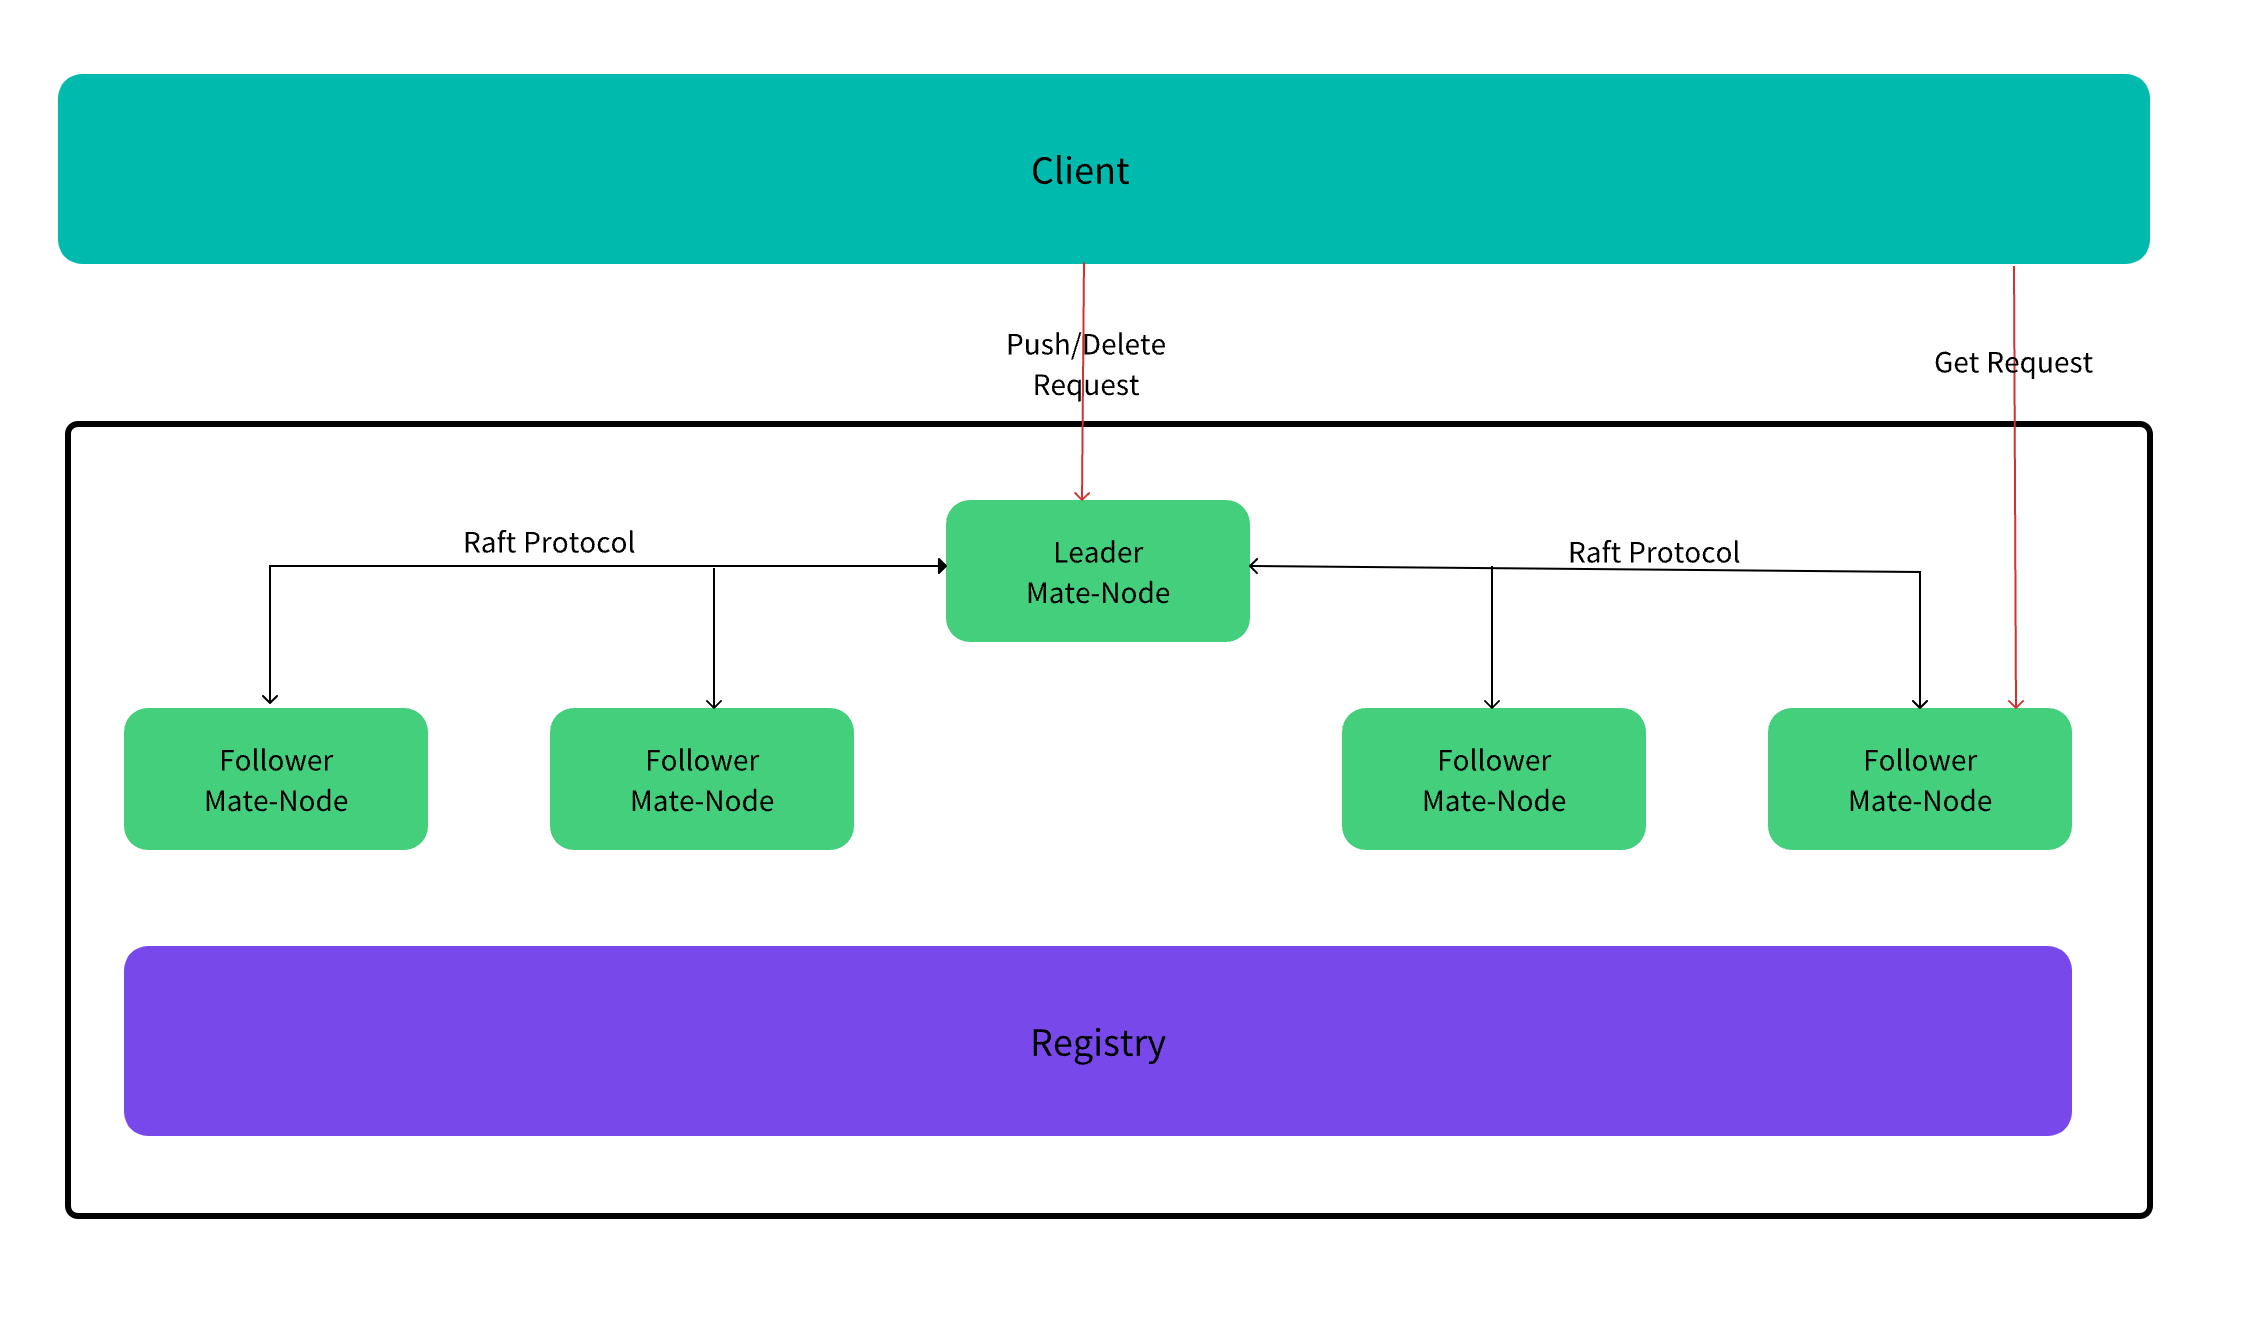 Client
Push/Delete
Request
Get Request
Raft Protocol
Raft Protocol
Leader
Mate-Node
Follower
Mate-Node
Follower
Mate-Node
Follower
Mate-Node
Follower
Mate-Node
Registry